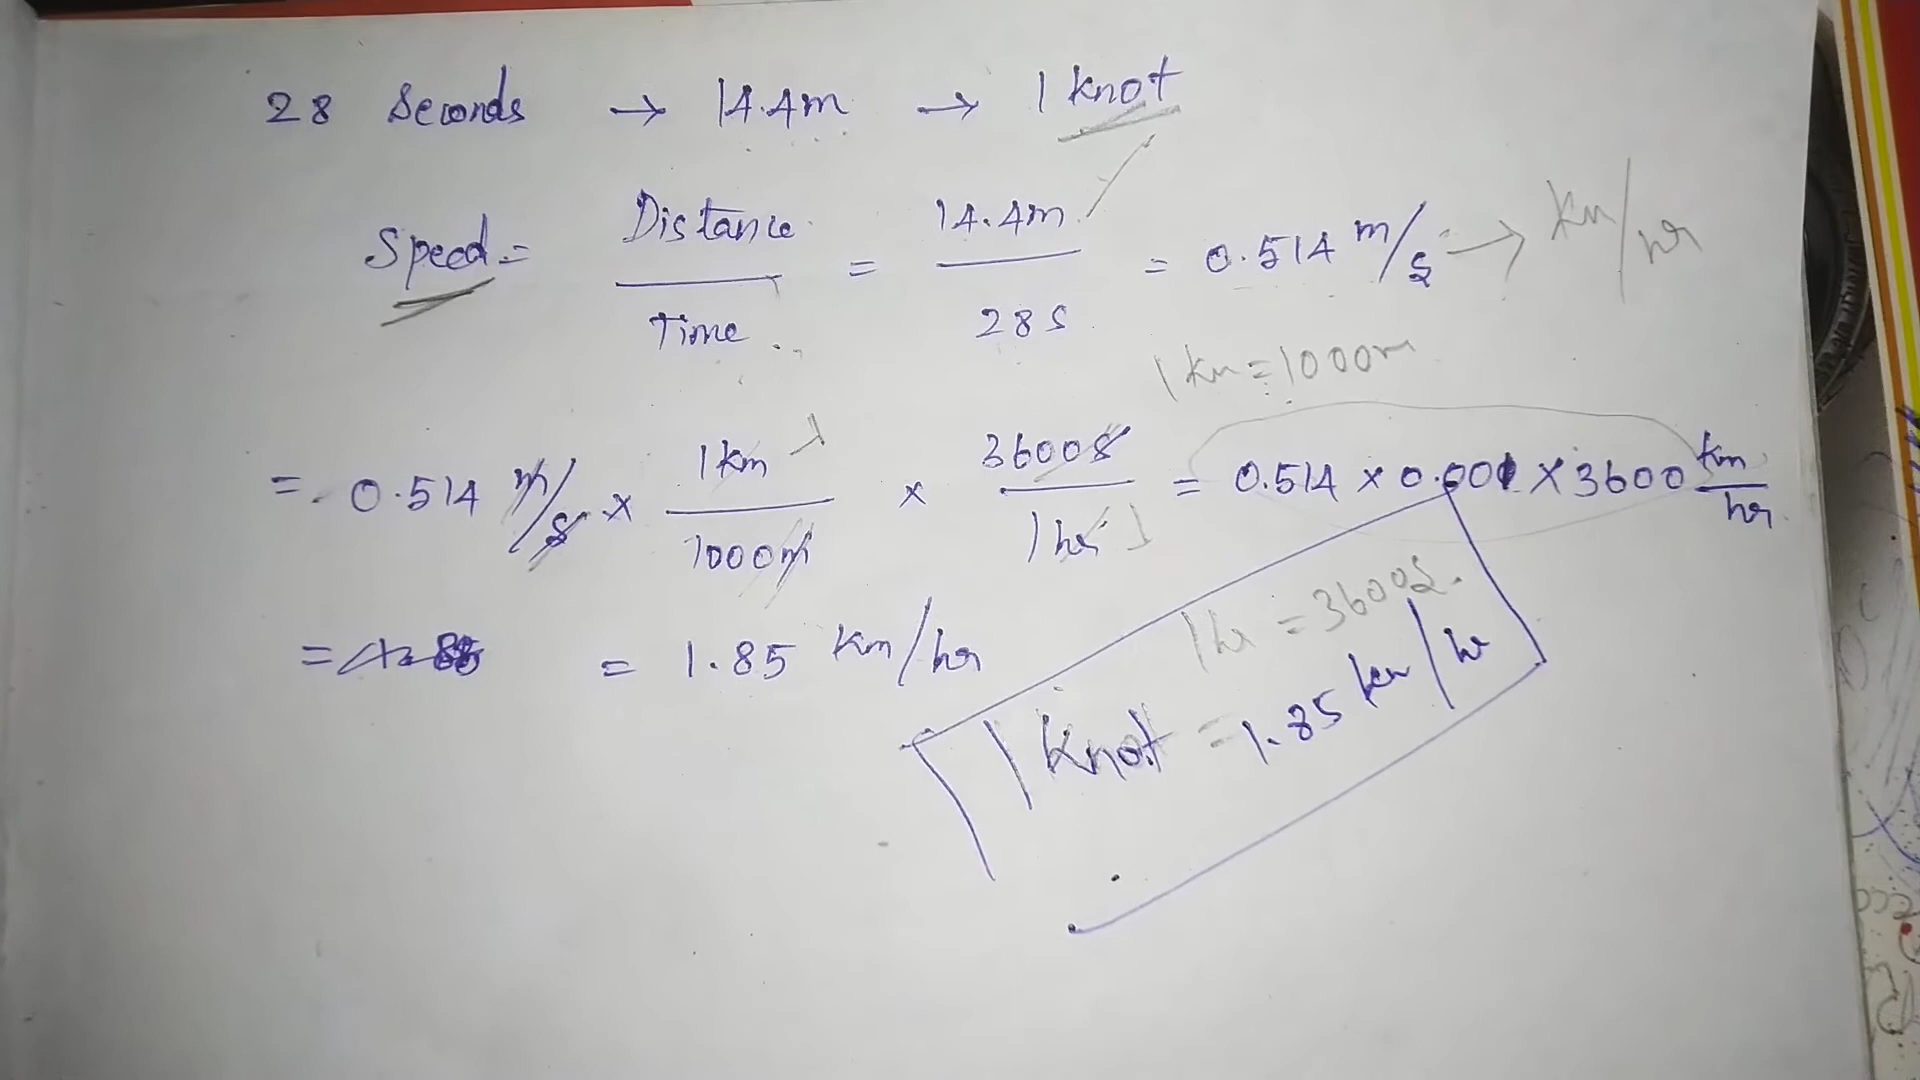 28 Seconds → 14.4m → 1 knot
Speed = Distance / Time = 14.4m / 28s = 0.514 m/s → km/hr
1 km = 1000m
= 0.514 m/s × 1km / 1000m × 3600s / 1hr = 0.514 × 0.001 × 3600 km/hr
1hr = 3600s.
= 1.85 km/hr
1 knot = 1.85 km/hr